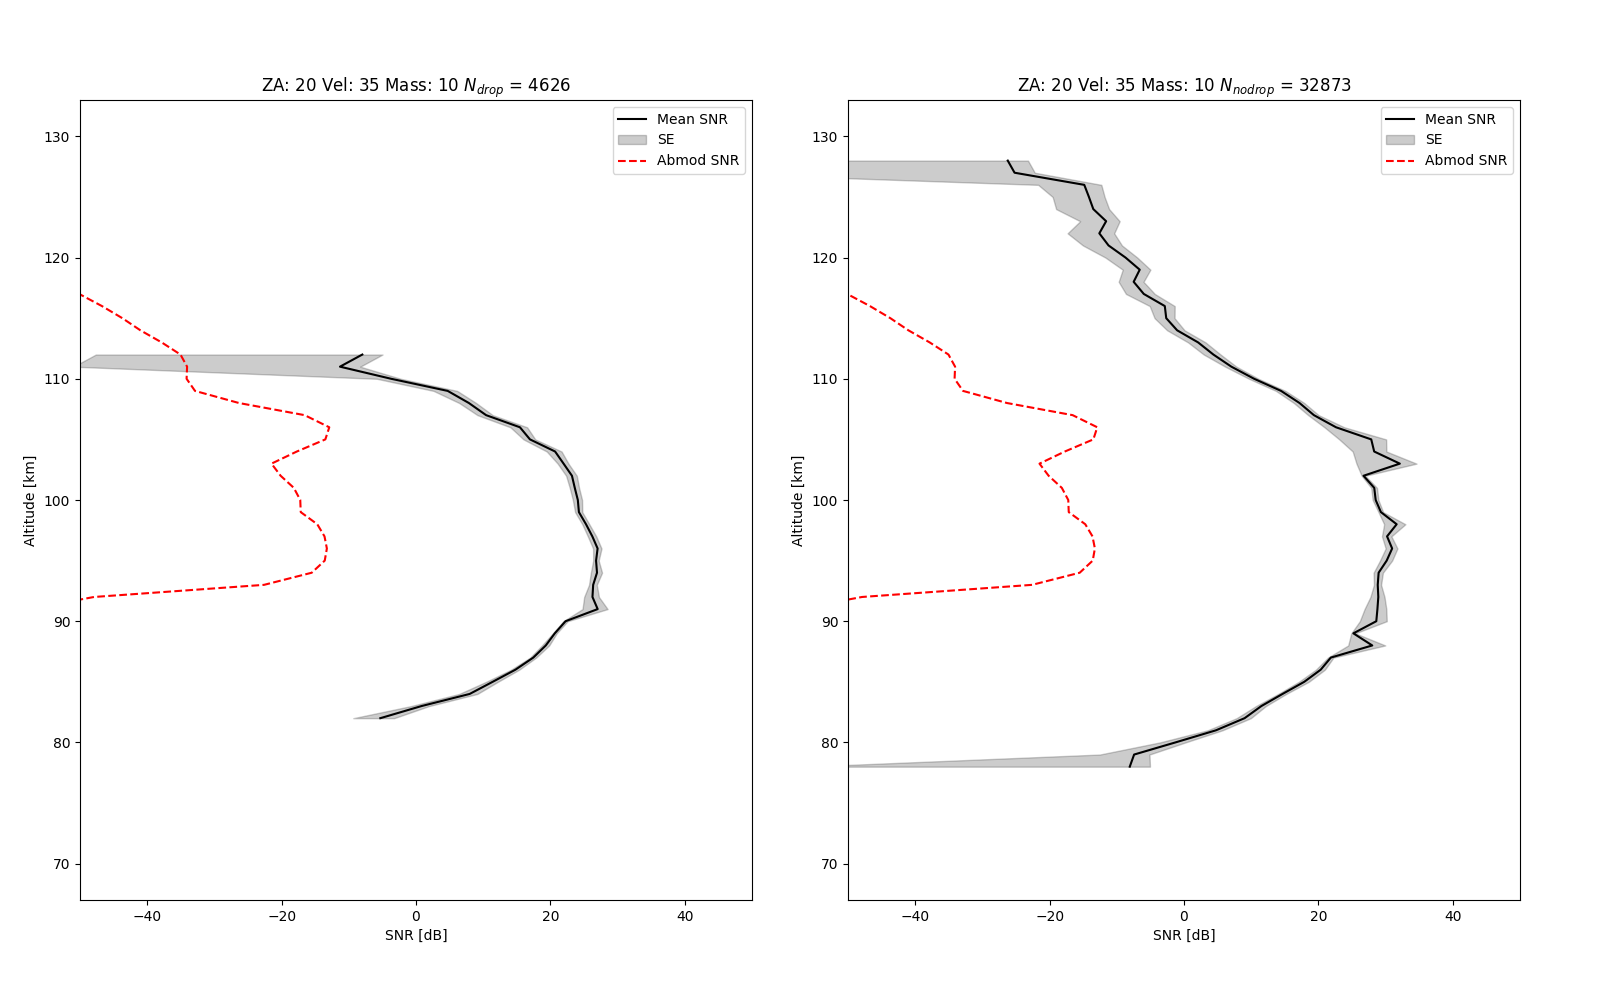 ZA: 20 Vel: 35 Mass: 10 N_drop = 4626
Mean SNR
SE
Abmod SNR
130
120
110
100
90
80
70
Altitude [km]
−40 −20 0 20 40
SNR [dB]
ZA: 20 Vel: 35 Mass: 10 N_nodrop = 32873
Mean SNR
SE
Abmod SNR
130
120
110
100
90
80
70
Altitude [km]
−40 −20 0 20 40
SNR [dB]